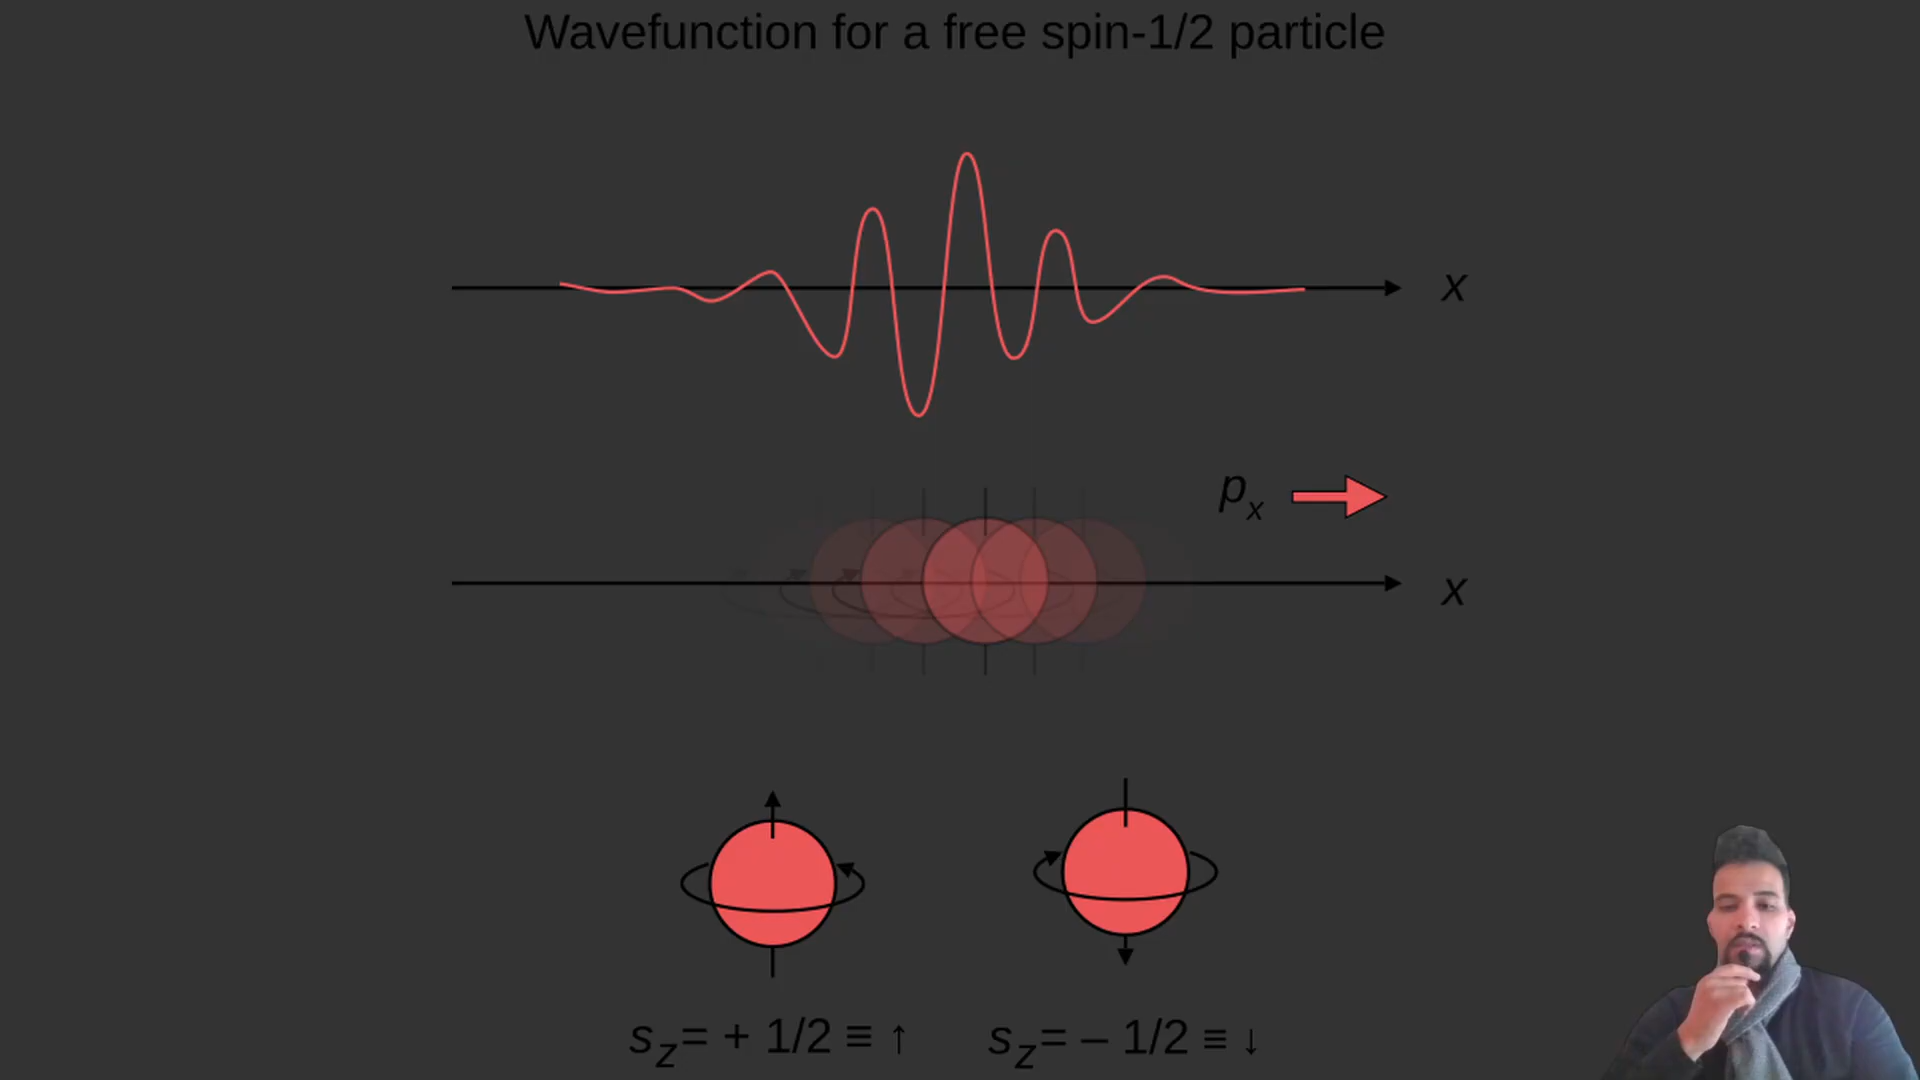 Wavefunction for a free spin-1/2 particle
x
pₓ
x
s_z = + 1/2 ≡ ↑ s_z = – 1/2 ≡ ↓